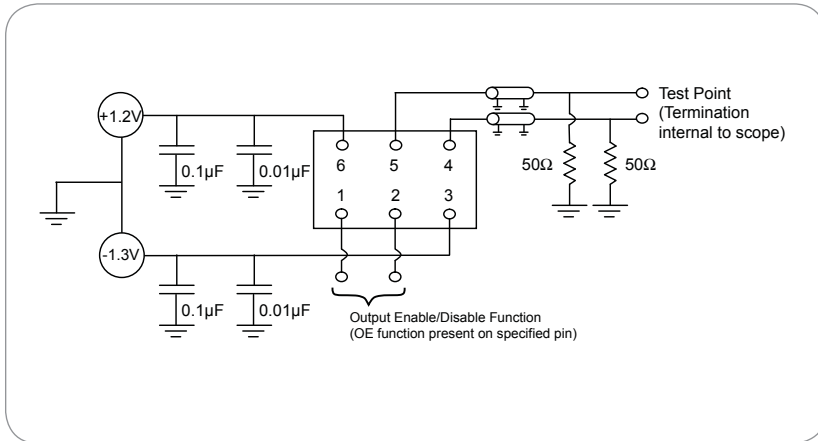 +1.2V
0.1µF
0.01µF
6
5
4
1
2
3
Test Point
(Termination
internal to scope)
50Ω
50Ω
-1.3V
0.1µF
0.01µF
Output Enable/Disable Function
(OE function present on specified pin)